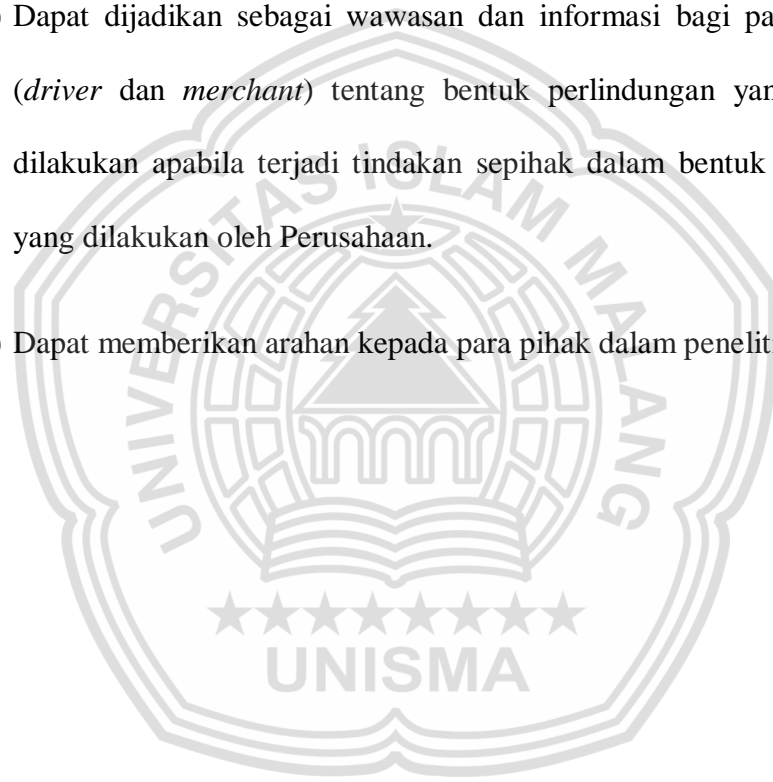 ) Dapat dijadikan sebagai wawasan dan informasi bagi pa
(driver dan merchant) tentang bentuk perlindungan yan
dilakukan apabila terjadi tindakan sepihak dalam bentuk
yang dilakukan oleh Perusahaan.
) Dapat memberikan arahan kepada para pihak dalam penelit
UNIVERSITAS ISLAM MALANG
UNISMA